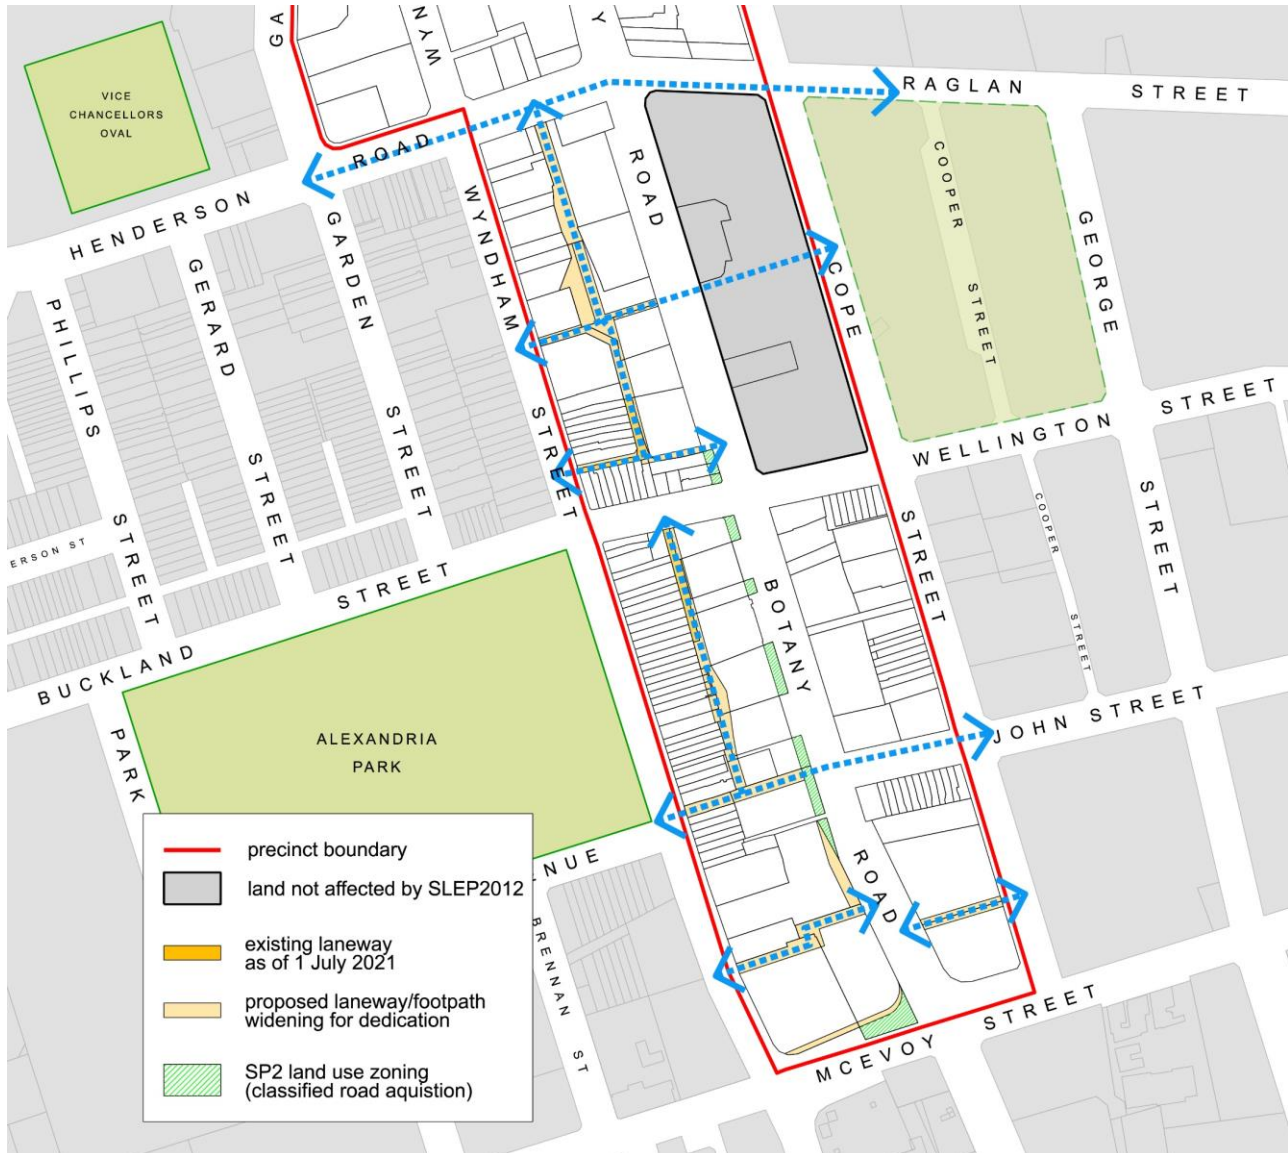 GA
WYN
Y
VICE
CHANCELLORS
OVAL
RAGLAN STREET
HENDERSON ROAD
ROAD
COOPER STREET
GEORGE STREET
PHILLIPS STREET
GERARD STREET
GARDEN STREET
WYNDHAM STREET
COPE STREET
WELLINGTON STREET
ERSON ST
COOPER STREET
BUCKLAND STREET
BOTANY ROAD
PARK
ALEXANDRIA
PARK
JOHN STREET
NUE
BRENNAN ST
MCEVOY STREET
precinct boundary
land not affected by SLEP2012
existing laneway
as of 1 July 2021
proposed laneway/footpath
widening for dedication
SP2 land use zoning
(classified road aquistion)